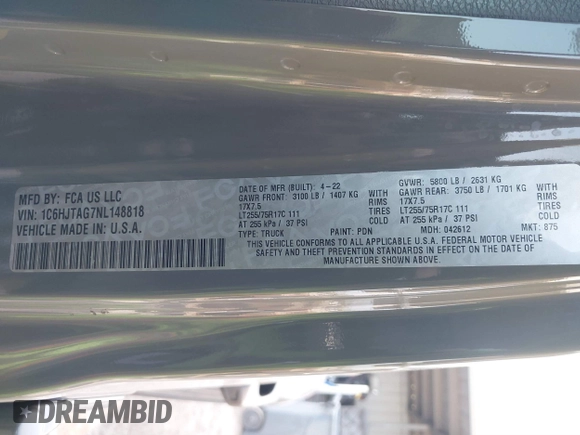 MFD BY: FCA US LLC
VIN: 1C6HJTAG7NL148818
VEHICLE MADE IN: U.S.A.
DATE OF MFR (BUILT): 4-22 GVWR: 5800 LB / 2631 KG
GAWR FRONT: 3100 LB / 1407 KG GAWR REAR: 3750 LB / 1701 KG
17X7.5 RIMS 17X7.5 RIMS
LT255/75R17C 111 TIRES LT255/75R17C 111 TIRES
AT 255 kPa / 37 PSI COLD AT 255 kPa / 37 PSI COLD
TYPE: TRUCK PAINT: PDN MDH: 042612 MKT: 875
THIS VEHICLE CONFORMS TO ALL APPLICABLE U.S.A. FEDERAL MOTOR VEHICLE
SAFETY AND THEFT PREVENTION STANDARDS IN EFFECT ON THE DATE OF
MANUFACTURE SHOWN ABOVE.
DREAMBID